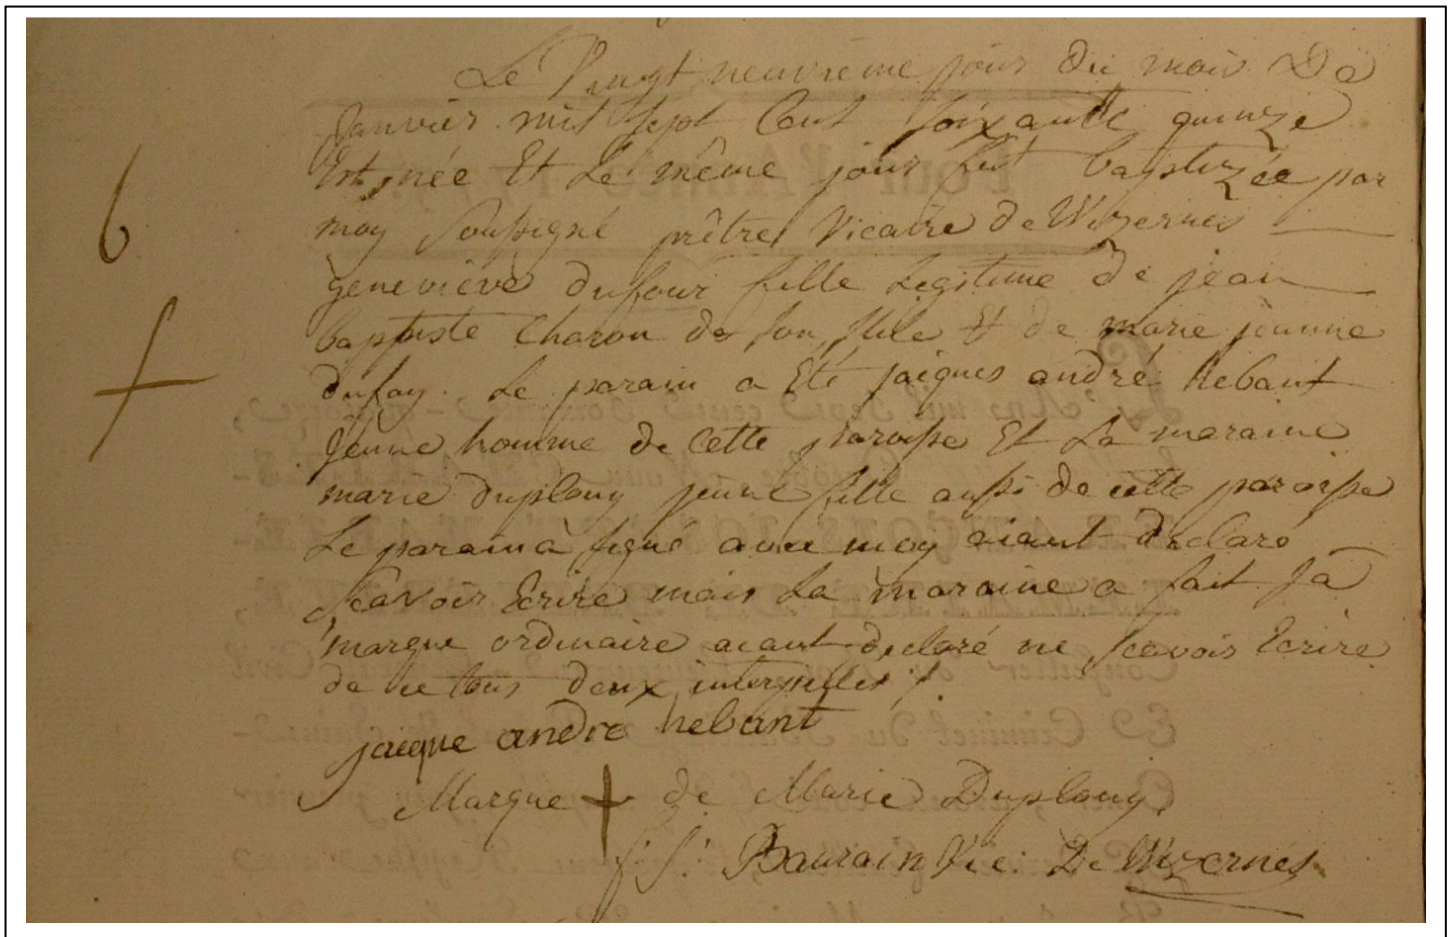 Le Vingt neuvième jour du mois De
Janvier mil sept Cent soixante quinze
Est née Et Le même jour fut baptizée par
moy soussigné prêtre Vicaire de Wizernes
geneviève dufour fille Legitime de jean
baptiste Charon de son stile Et de marie jeanne
dufay. Le parain a Eté jaiques andré hebant
jeune homme de Cette paroisse Et La maraine
marie duplouy jeune fille aussi de cette paroisse
Le parain à signé avec moy aiant declaré
sçavoir Ecrire mais La maraine a fait sa
marque ordinaire aiant declaré ne sçavoir Ecrire
de ce tous deux interpellés
jacque andré hebant
Marque + de Marie Duplouy
Baurain Vic. De Wizernes
6